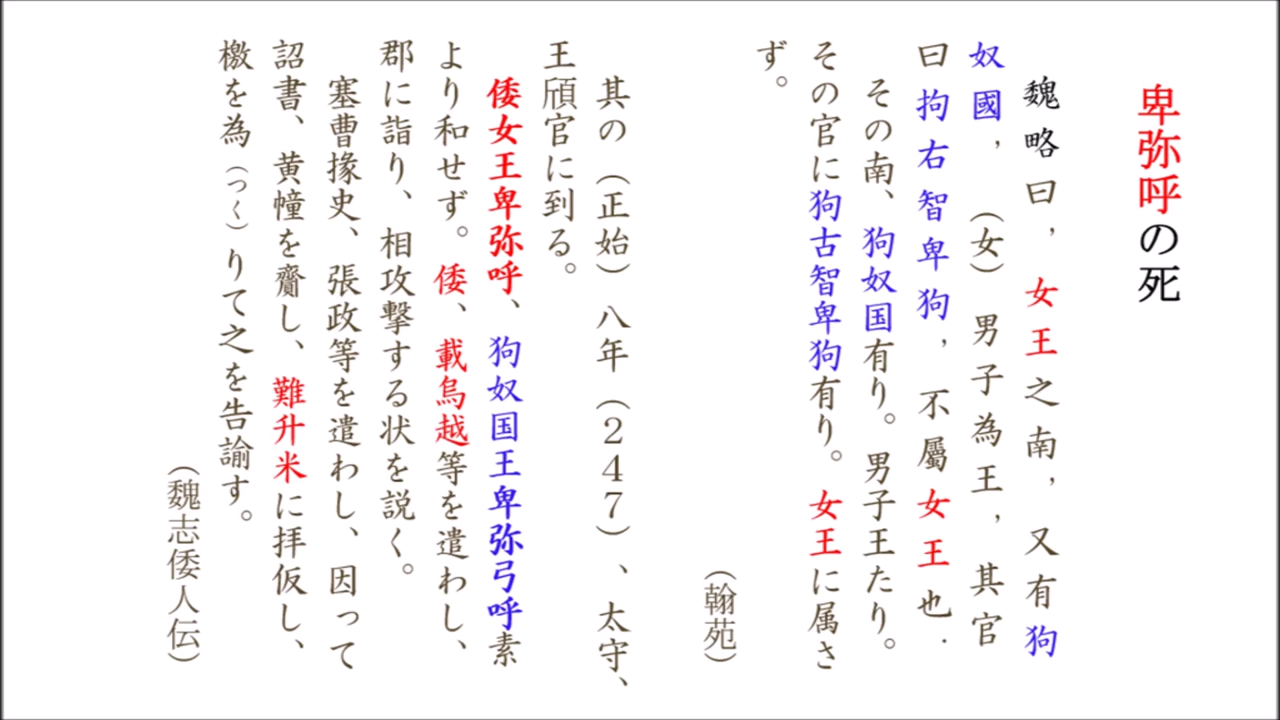 卑弥呼の死
魏略曰，女王之南，又有狗
奴國，（女）男子為王，其官
曰拘右智卑狗，不屬女王也．
その南、狗奴国有り。男子王たり。
その官に狗古智卑狗有り。女王に属さ
ず。
（翰苑）
其の（正始）八年（２４７）、太守、
王頎官に到る。
倭女王卑弥呼、狗奴国王卑弥弓呼素
より和せず。倭、載烏越等を遣わし、
郡に詣り、相攻撃する状を説く。
塞曹掾史、張政等を遣わし、因って
詔書、黄幢を齎し、難升米に拝仮し、
檄を為（つく）りて之を告諭す。
（魏志倭人伝）